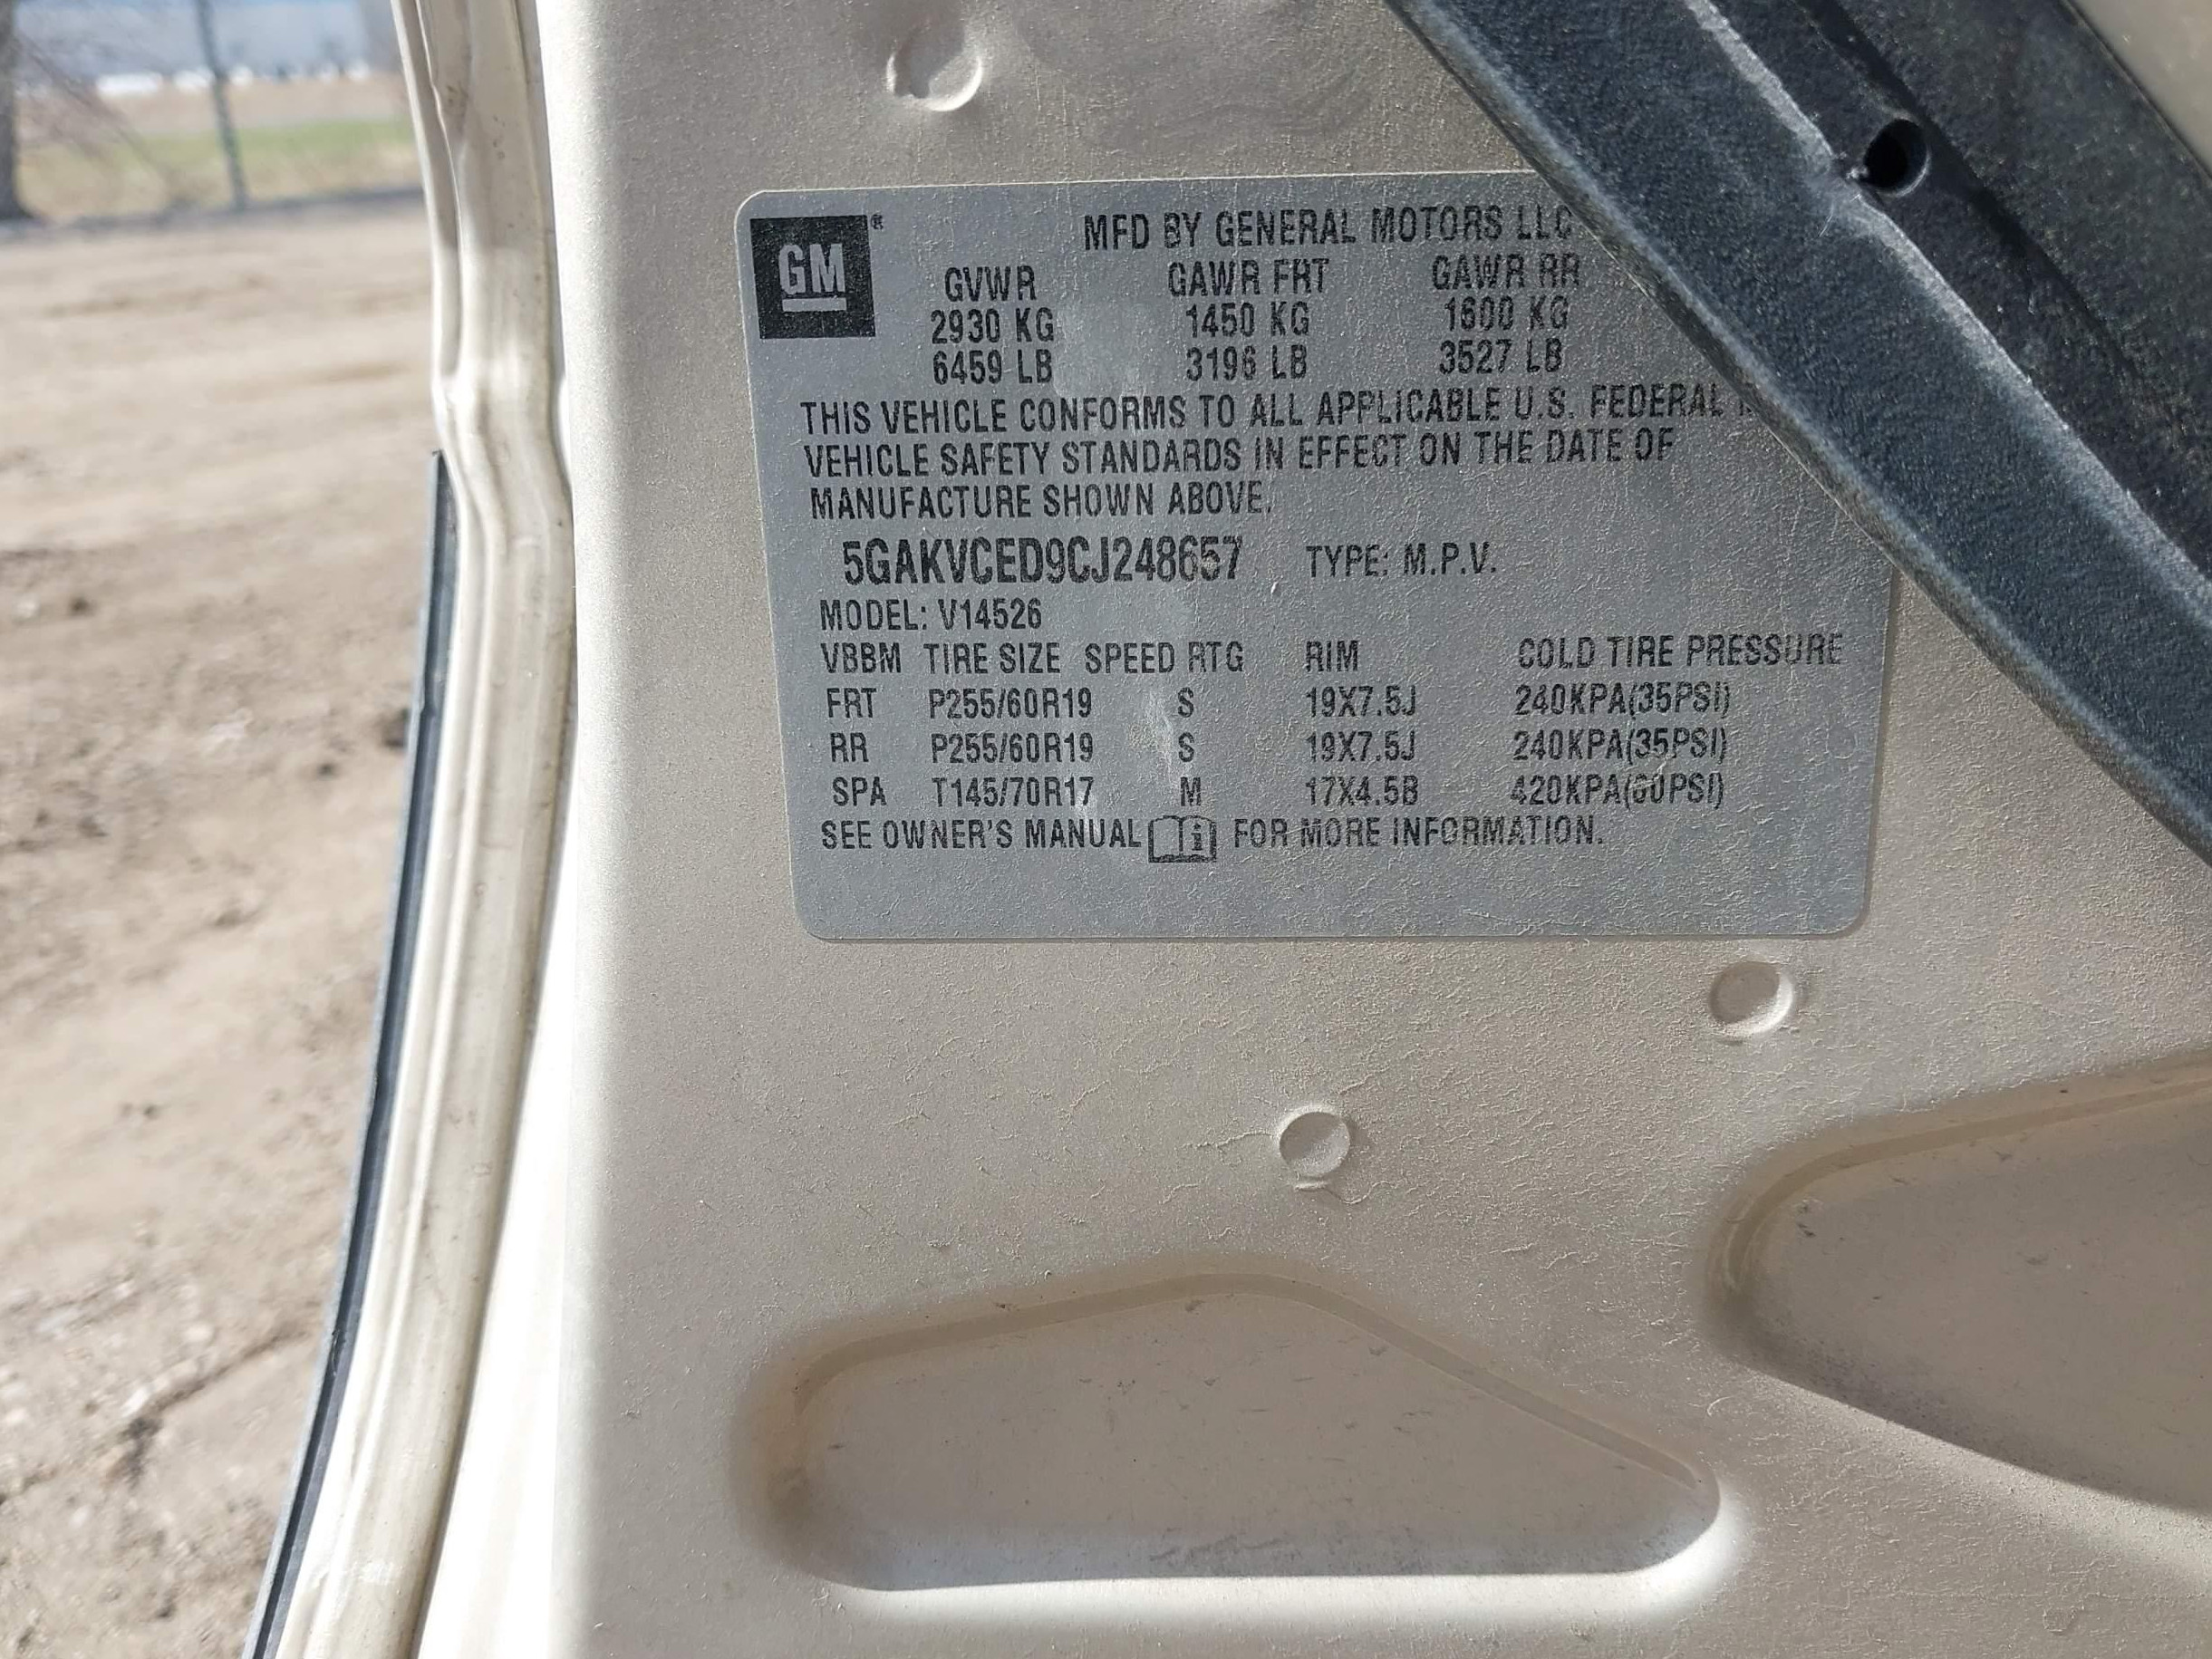 GM ®
MFD BY GENERAL MOTORS LLC
GVWR GAWR FRT GAWR RR
2930 KG 1450 KG 1600 KG
6459 LB 3196 LB 3527 LB
THIS VEHICLE CONFORMS TO ALL APPLICABLE U.S. FEDERAL
VEHICLE SAFETY STANDARDS IN EFFECT ON THE DATE OF
MANUFACTURE SHOWN ABOVE.
5GAKVCED9CJ248657 TYPE: M.P.V.
MODEL: V14526
VBBM TIRE SIZE SPEED RTG RIM COLD TIRE PRESSURE
FRT P255/60R19 S 19X7.5J 240KPA(35PSI)
RR P255/60R19 S 19X7.5J 240KPA(35PSI)
SPA T145/70R17 M 17X4.5B 420KPA(60PSI)
SEE OWNER'S MANUAL i FOR MORE INFORMATION.